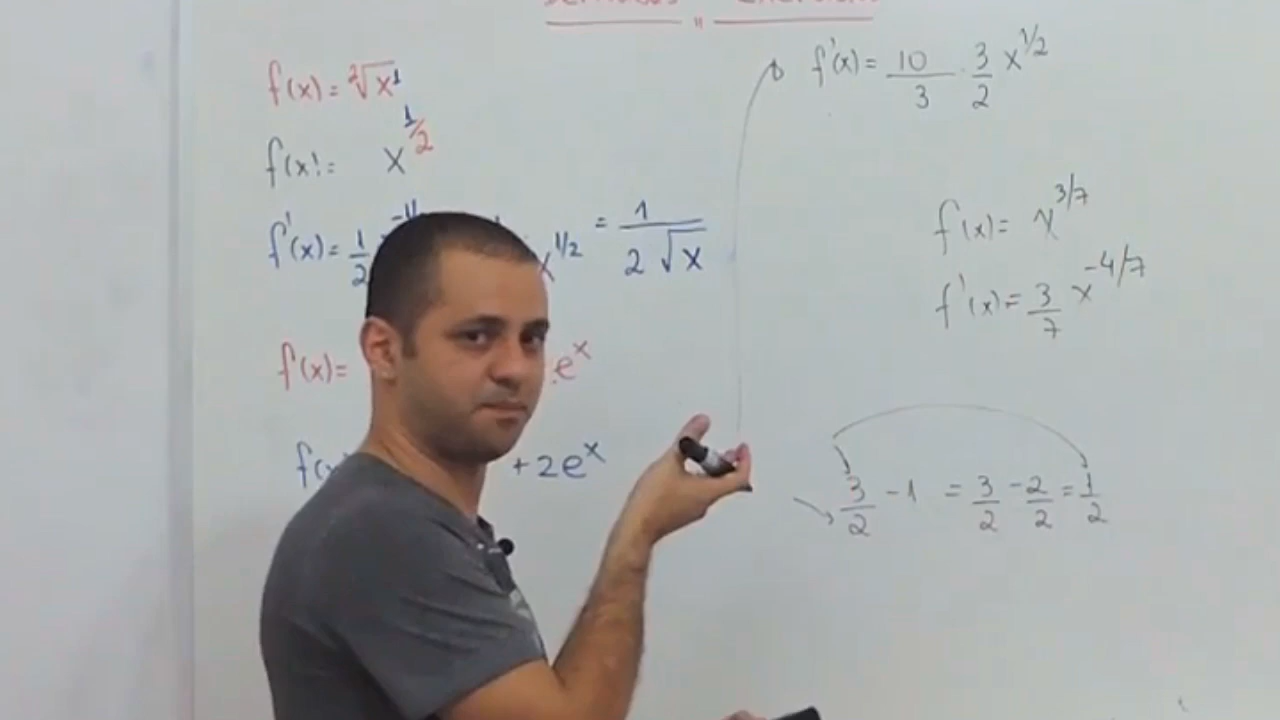 f(x) = ²√x¹
f(x) = x^1/2
f'(x) = 1/2 x^1/2 = 1/(2√x)
f(x) = .e^x
f(x + 2e^x
f'(x) = 10/3 · 3/2 x^1/2
f(x) = x^3/7
f'(x) = 3/7 x^-4/7
3/2 - 1 = 3/2 - 2/2 = 1/2